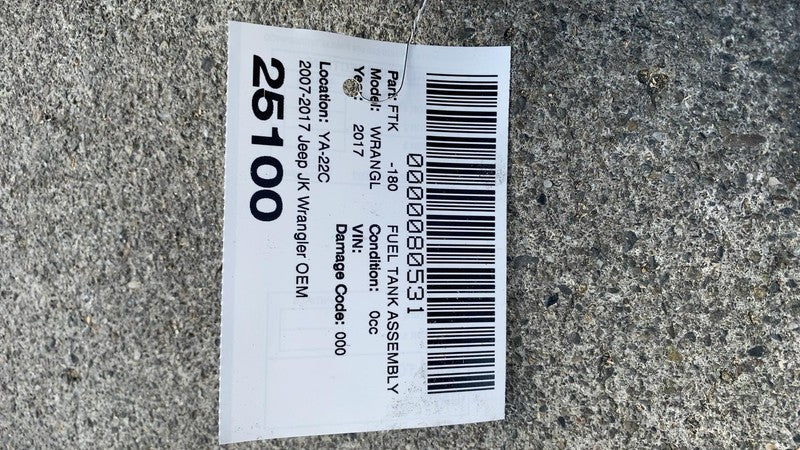 0000080531
Part: FTK -180 FUEL TANK ASSEMBLY
Model: WRANGL Condition: 0cc
Year: 2017 VIN:
Damage Code: 000
Location: YA-22C
2007-2017 Jeep JK Wrangler OEM
25100